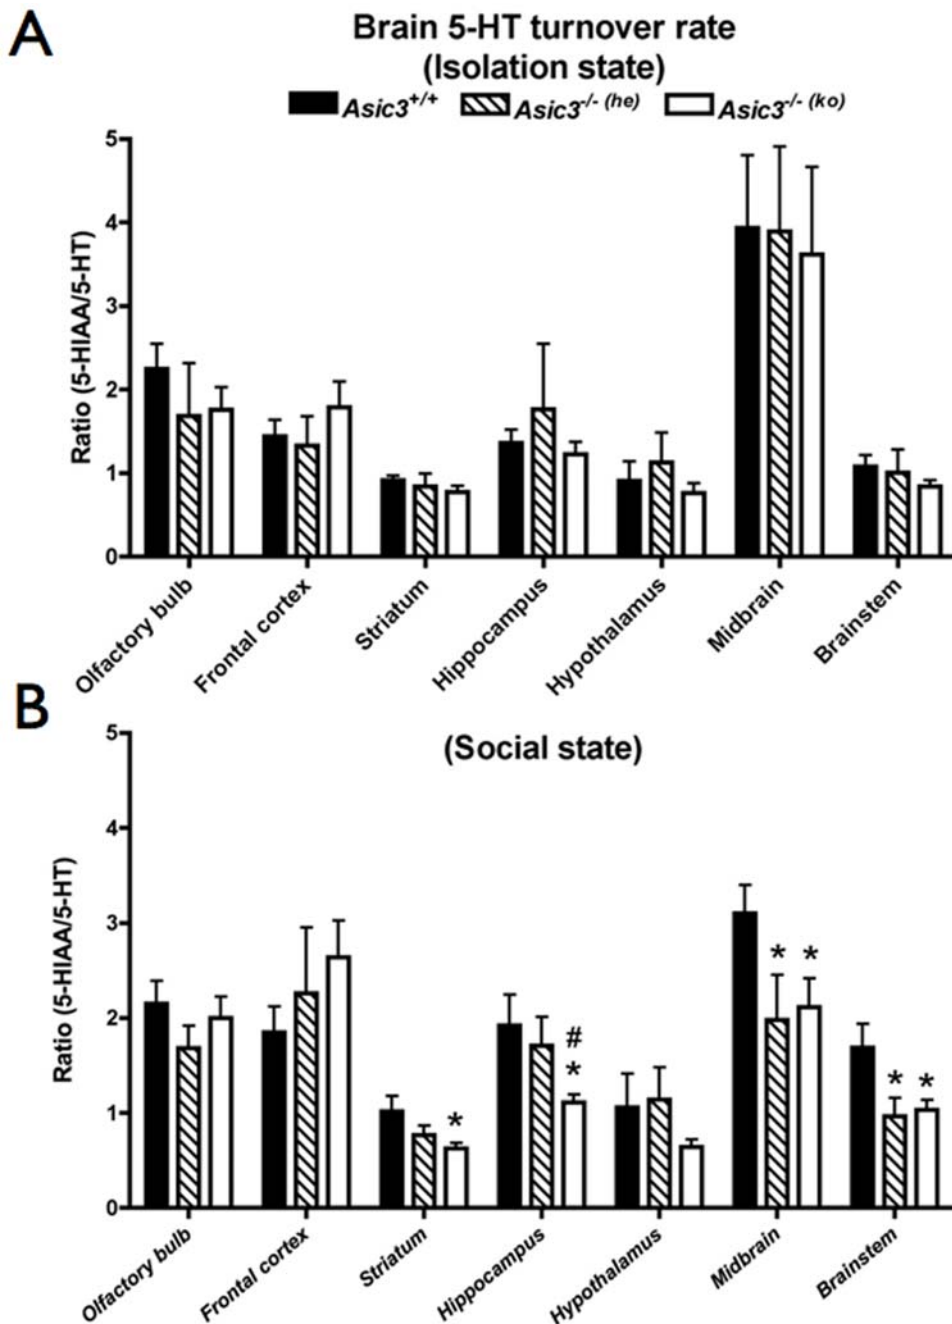 A
Brain 5-HT turnover rate
(Isolation state)
Asic3+/+ Asic3-/- (he) Asic3-/- (ko)
Ratio (5-HIAA/5-HT)
5
4
3
2
1
0
Olfactory bulb
Frontal cortex
Striatum
Hippocampus
Hypothalamus
Midbrain
Brainstem
B
(Social state)
Ratio (5-HIAA/5-HT)
5
4
3
2
1
0
*
#
*
* *
* *
Olfactory bulb
Frontal cortex
Striatum
Hippocampus
Hypothalamus
Midbrain
Brainstem